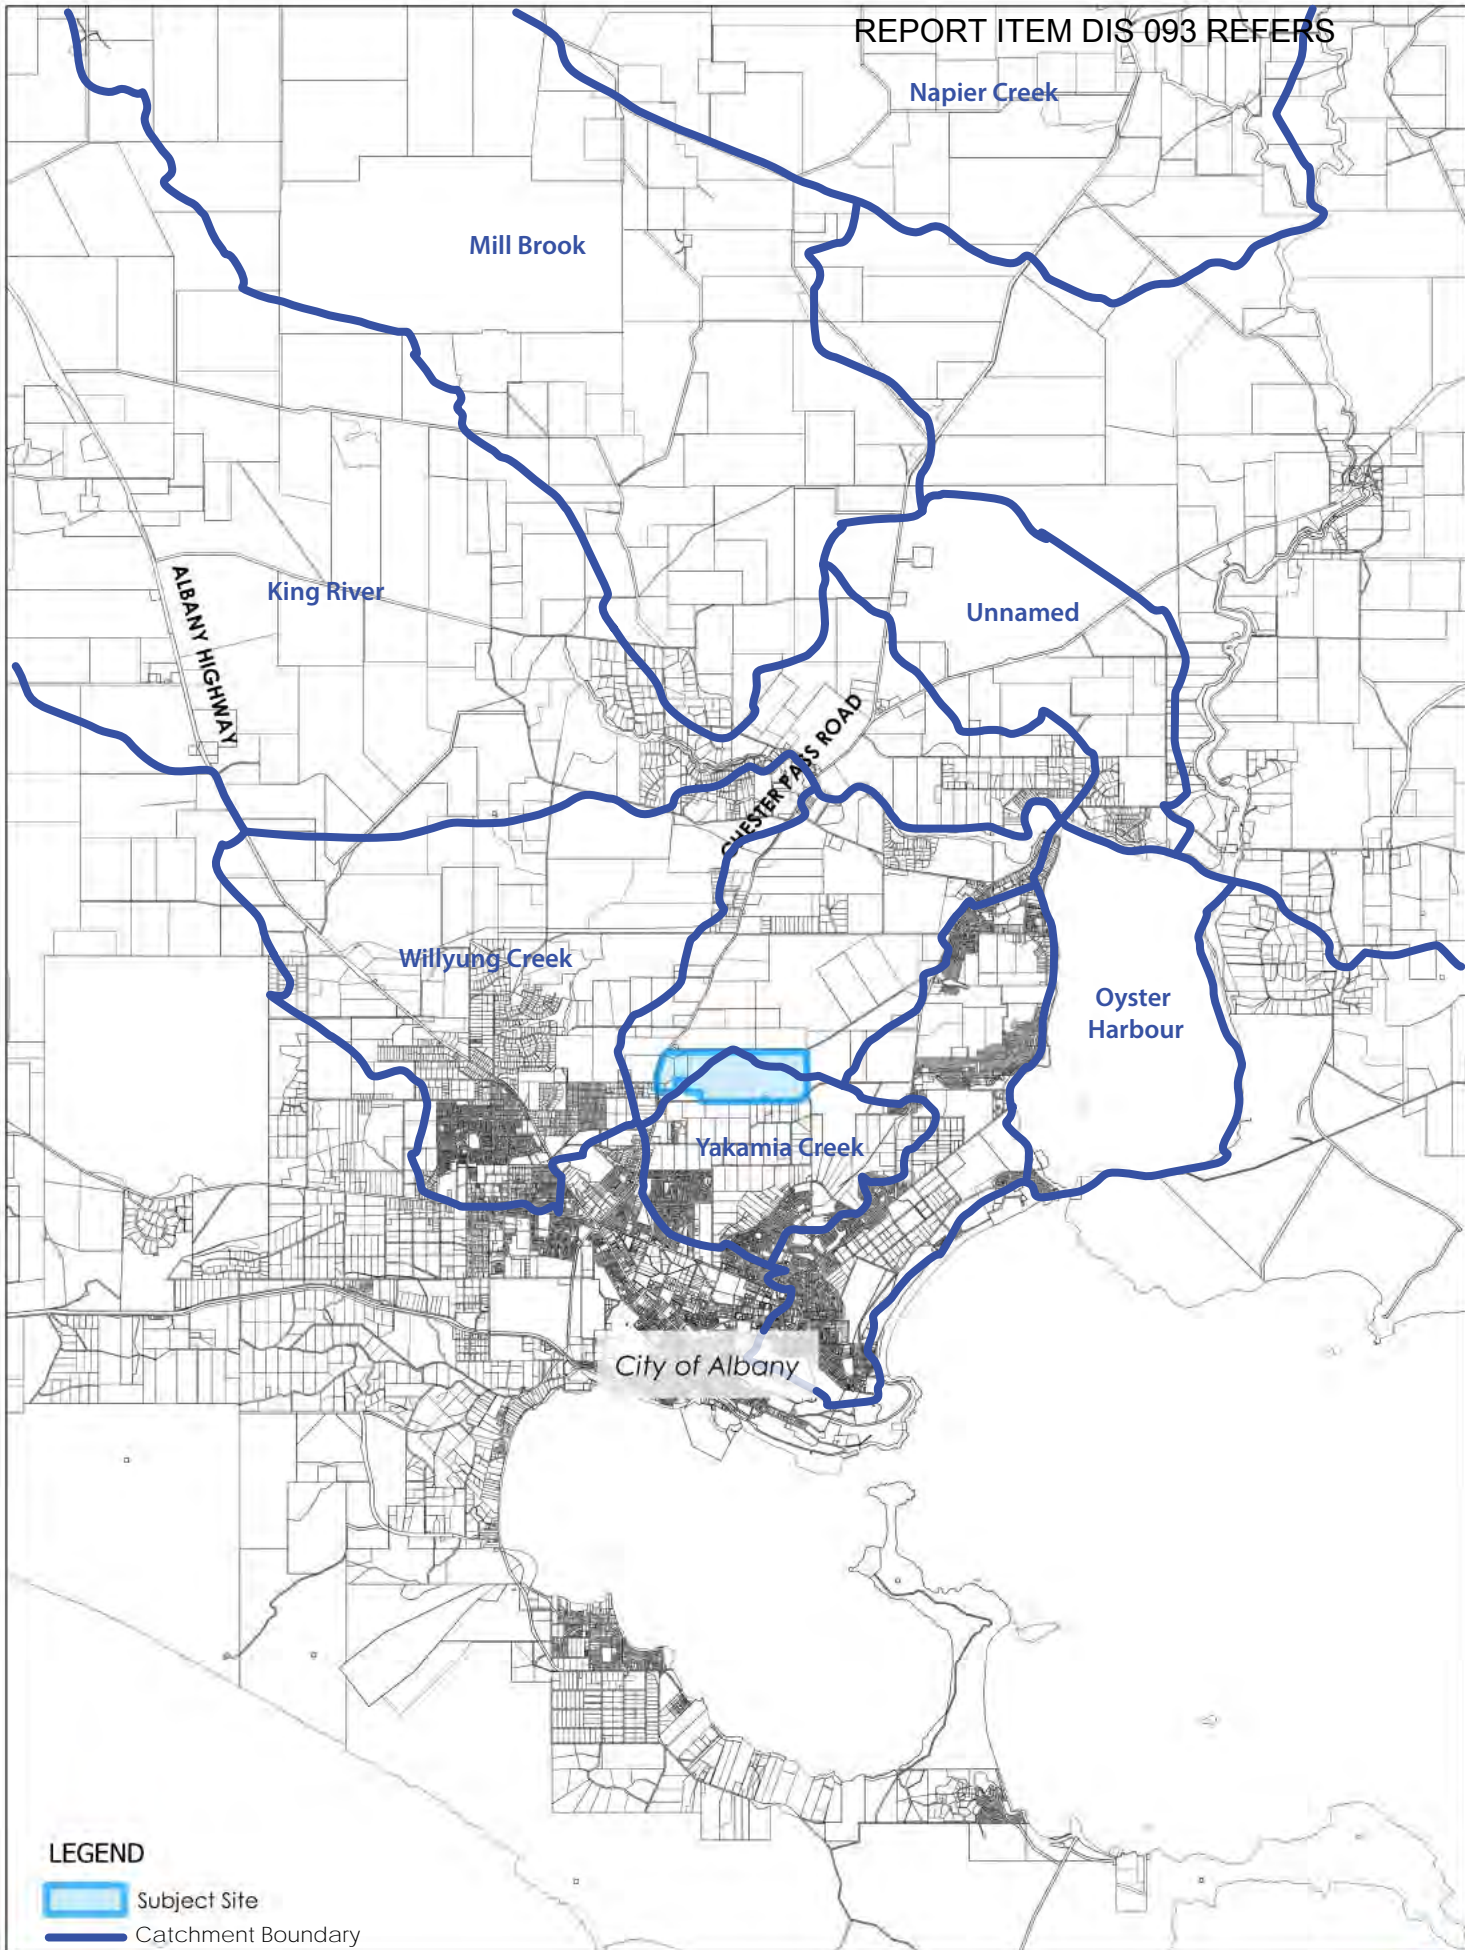 REPORT ITEM DIS 093 REFERS
Napier Creek
Mill Brook
ALBANY HIGHWAY
King River
Unnamed
CHESTER PASS ROAD
Willyung Creek
Oyster
Harbour
Yakamia Creek
City of Albany
LEGEND
Subject Site
Catchment Boundary